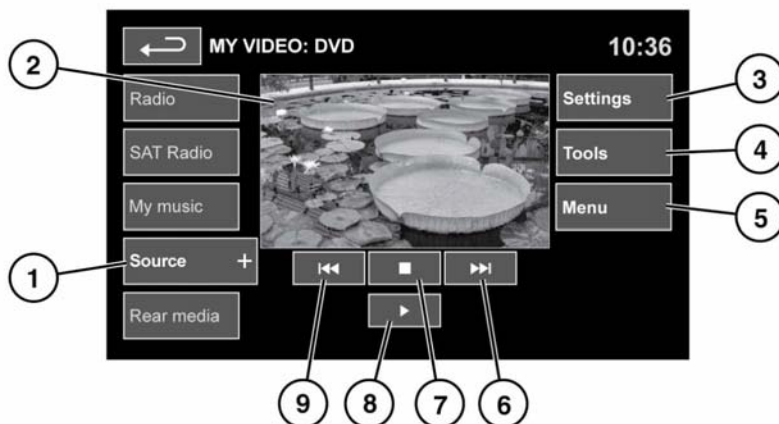 MY VIDEO: DVD 10:36
2
Radio
Settings
3
SAT Radio
Tools
4
My music
Menu
5
1
Source +
Rear media
9 8 7 6